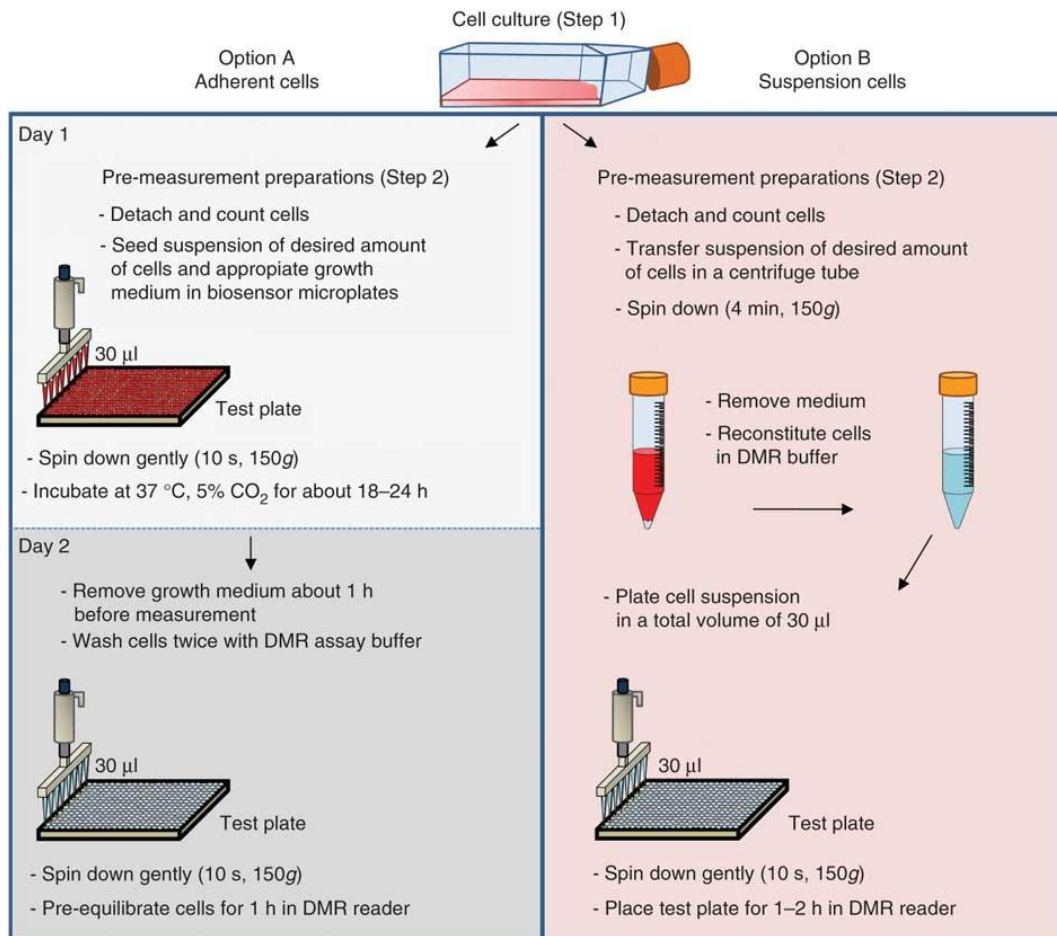 Cell culture (Step 1)
Option A
Adherent cells
Option B
Suspension cells
Day 1
Pre-measurement preparations (Step 2)
- Detach and count cells
- Seed suspension of desired amount
of cells and appropiate growth
medium in biosensor microplates
30 µl
Test plate
- Spin down gently (10 s, 150g)
- Incubate at 37 °C, 5% CO₂ for about 18–24 h
Day 2
- Remove growth medium about 1 h
before measurement
- Wash cells twice with DMR assay buffer
30 µl
Test plate
- Spin down gently (10 s, 150g)
- Pre-equilibrate cells for 1 h in DMR reader
Pre-measurement preparations (Step 2)
- Detach and count cells
- Transfer suspension of desired amount
of cells in a centrifuge tube
- Spin down (4 min, 150g)
- Remove medium
- Reconstitute cells
in DMR buffer
- Plate cell suspension
in a total volume of 30 µl
30 µl
Test plate
- Spin down gently (10 s, 150g)
- Place test plate for 1–2 h in DMR reader